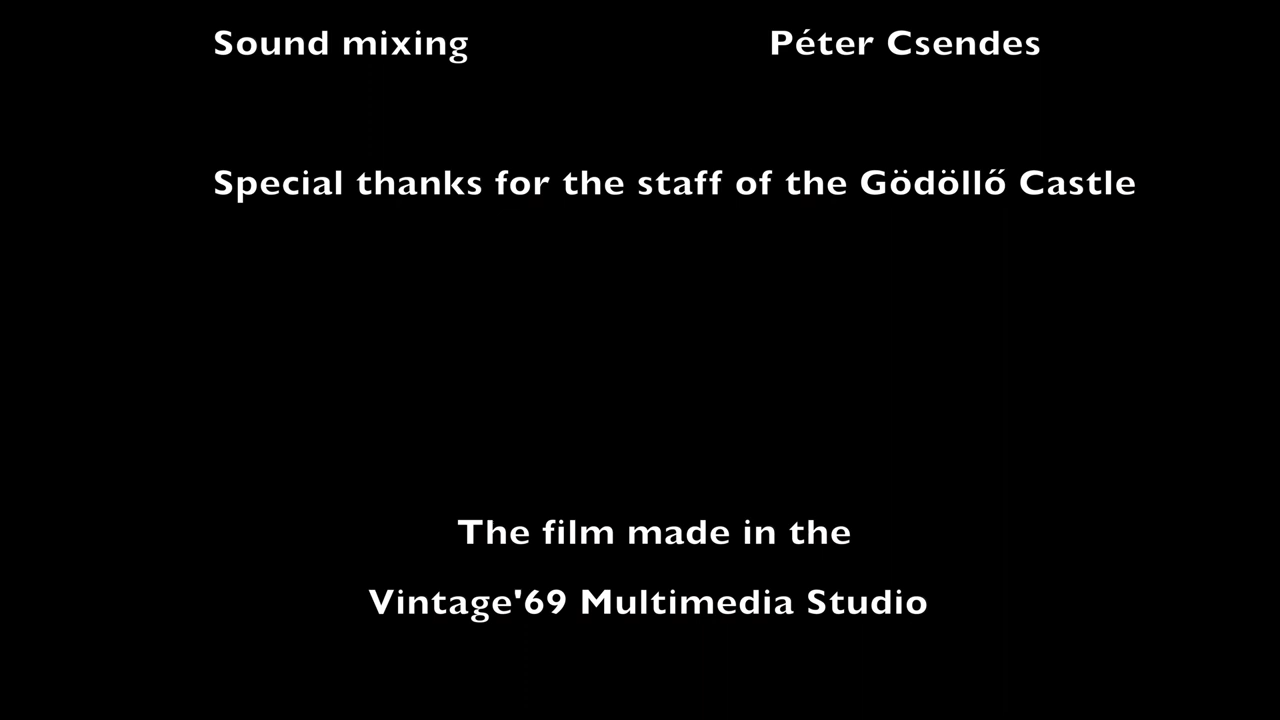 Sound mixing Péter Csendes
Special thanks for the staff of the Gödöllő Castle
The film made in the
Vintage'69 Multimedia Studio